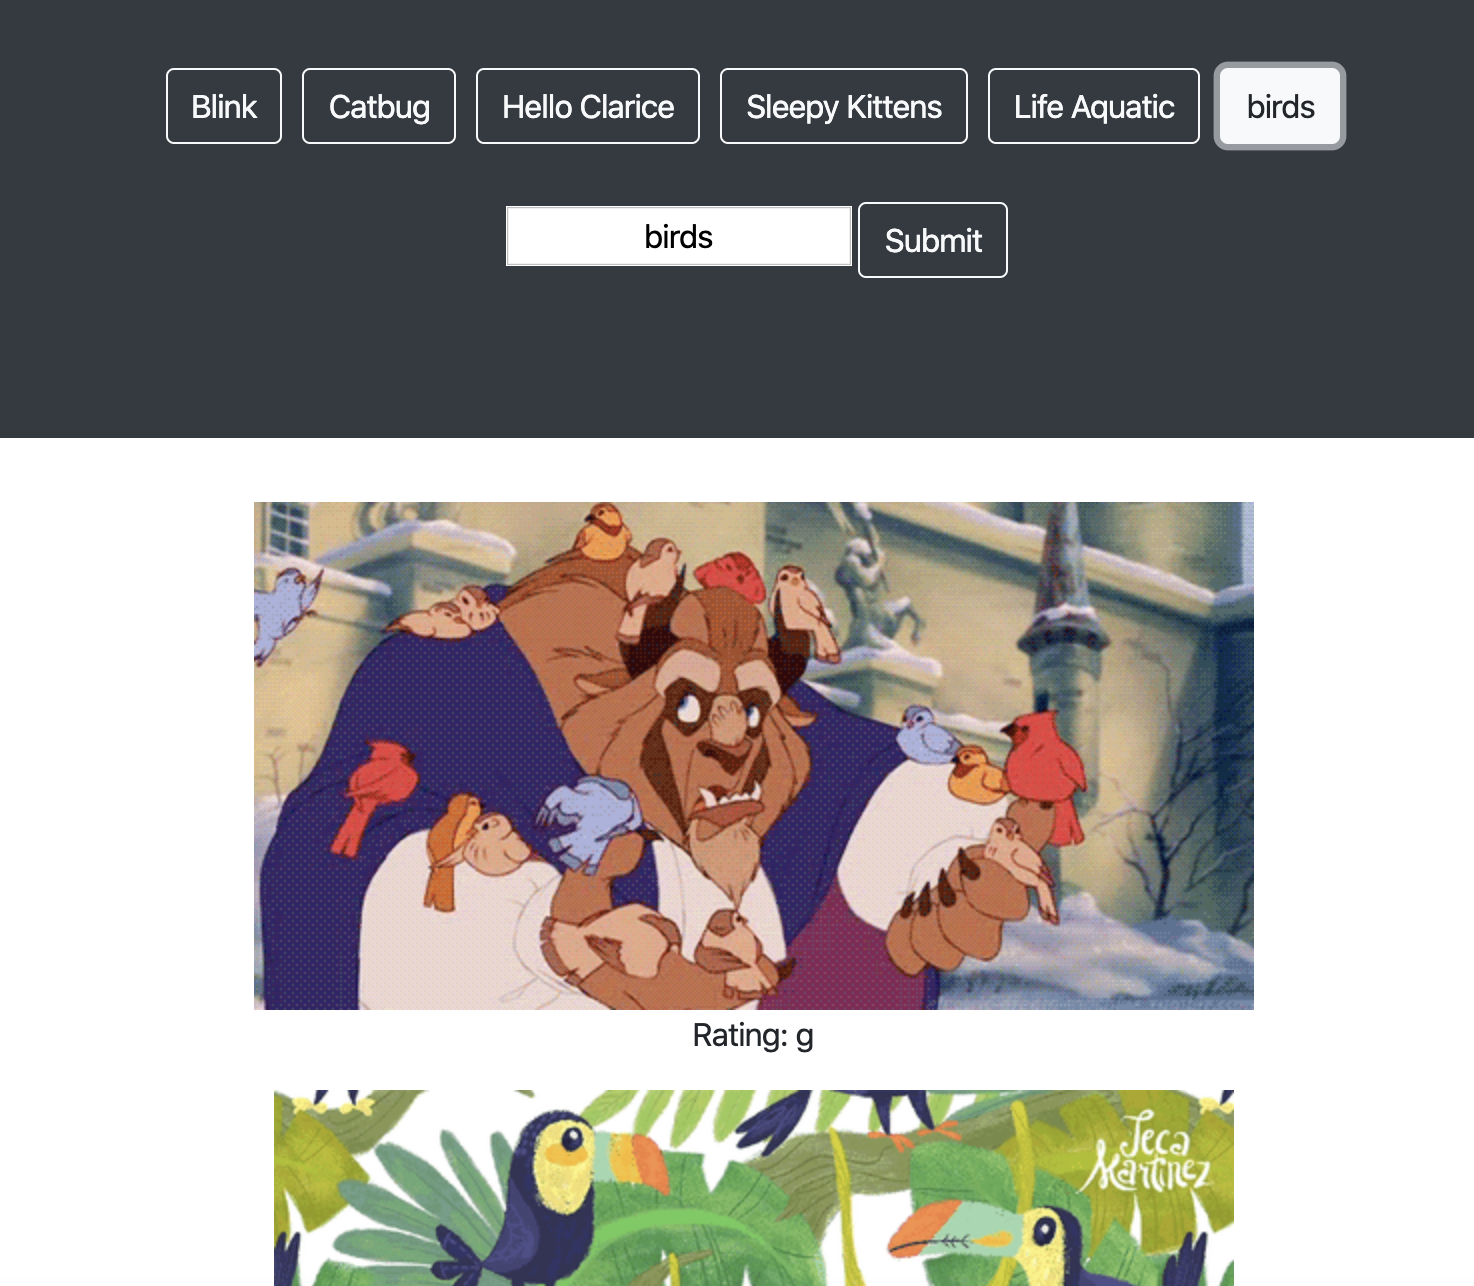 Blink Catbug Hello Clarice Sleepy Kittens Life Aquatic birds
birds Submit
Rating: g
Jeca
Martinez